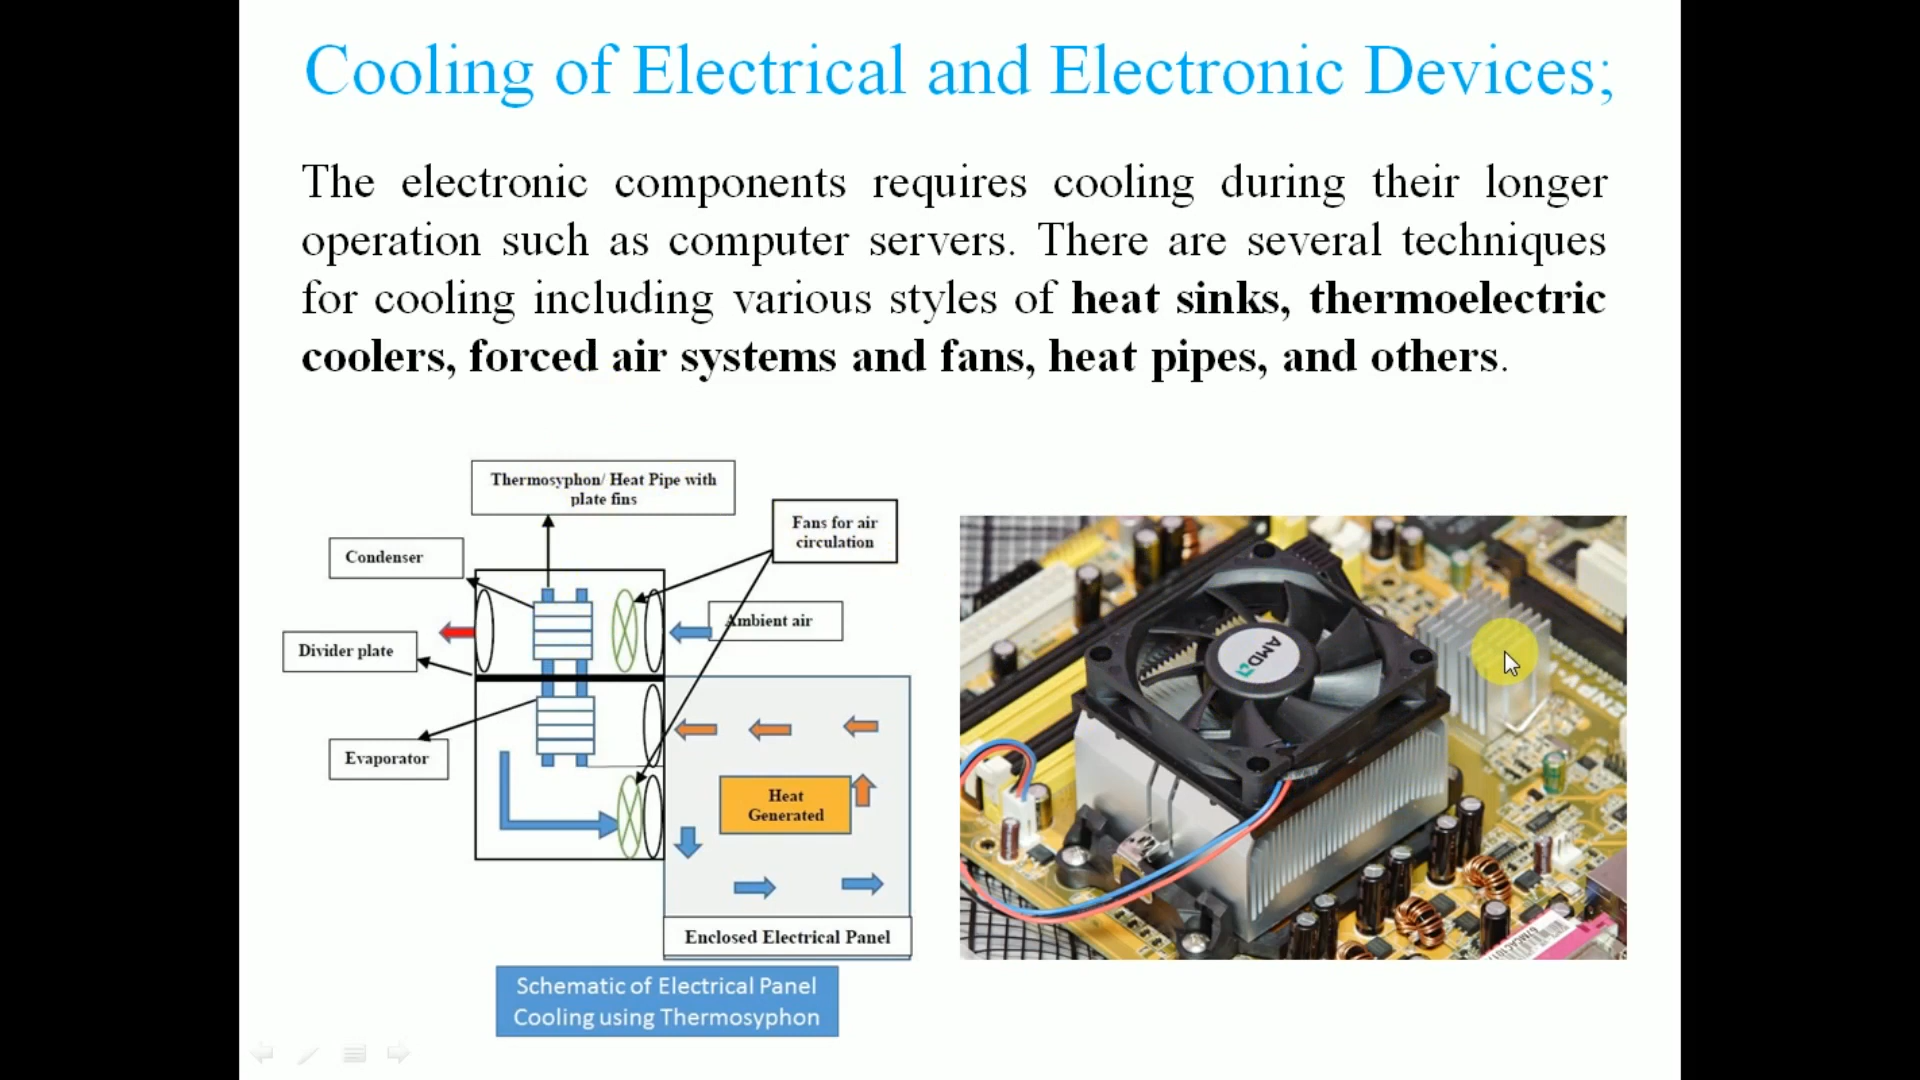 Cooling of Electrical and Electronic Devices;
The electronic components requires cooling during their longer
operation such as computer servers. There are several techniques
for cooling including various styles of heat sinks, thermoelectric
coolers, forced air systems and fans, heat pipes, and others.
Thermosyphon/ Heat Pipe with
plate fins
Fans for air
circulation
Condenser
Ambient air
Divider plate
Evaporator
Heat
Generated
Enclosed Electrical Panel
Schematic of Electrical Panel
Cooling using Thermosyphon
AMD